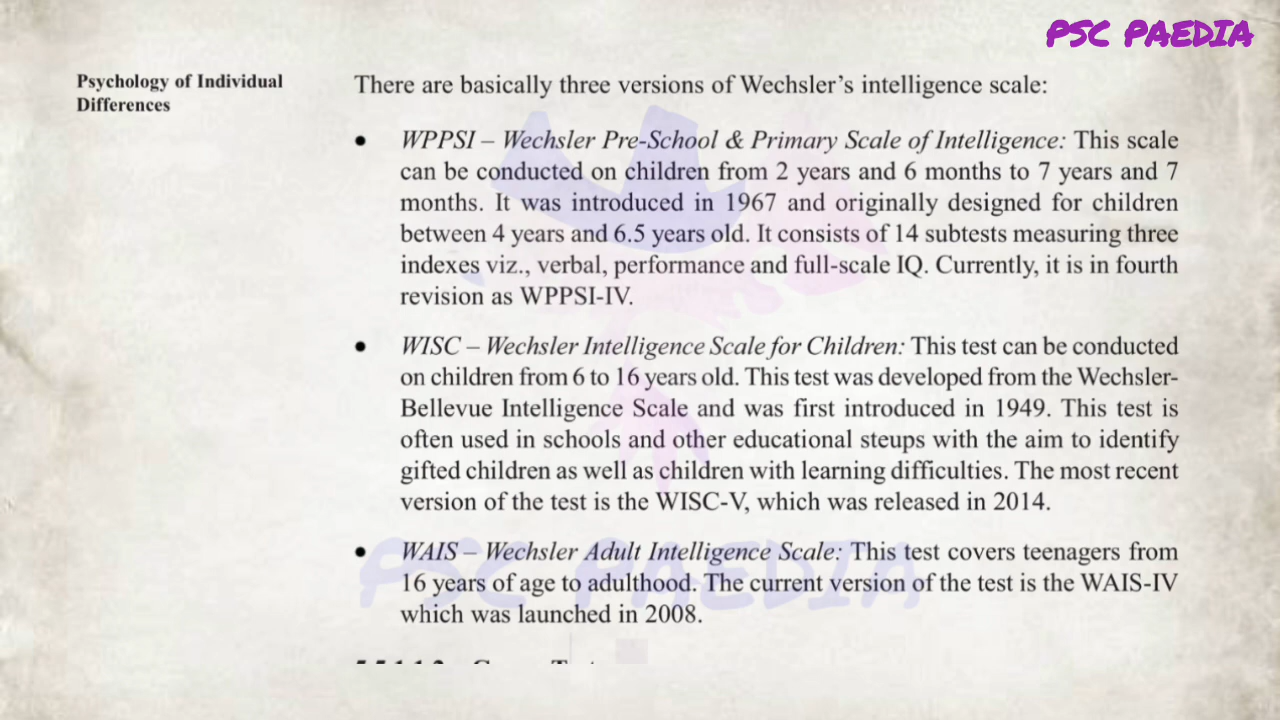 PSC PAEDIA
Psychology of Individual
Differences
There are basically three versions of Wechsler's intelligence scale:
● WPPSI – Wechsler Pre-School & Primary Scale of Intelligence: This scale
can be conducted on children from 2 years and 6 months to 7 years and 7
months. It was introduced in 1967 and originally designed for children
between 4 years and 6.5 years old. It consists of 14 subtests measuring three
indexes viz., verbal, performance and full-scale IQ. Currently, it is in fourth
revision as WPPSI-IV.
● WISC – Wechsler Intelligence Scale for Children: This test can be conducted
on children from 6 to 16 years old. This test was developed from the Wechsler-
Bellevue Intelligence Scale and was first introduced in 1949. This test is
often used in schools and other educational steups with the aim to identify
gifted children as well as children with learning difficulties. The most recent
version of the test is the WISC-V, which was released in 2014.
● WAIS – Wechsler Adult Intelligence Scale: This test covers teenagers from
16 years of age to adulthood. The current version of the test is the WAIS-IV
which was launched in 2008.
PSC PAEDIA